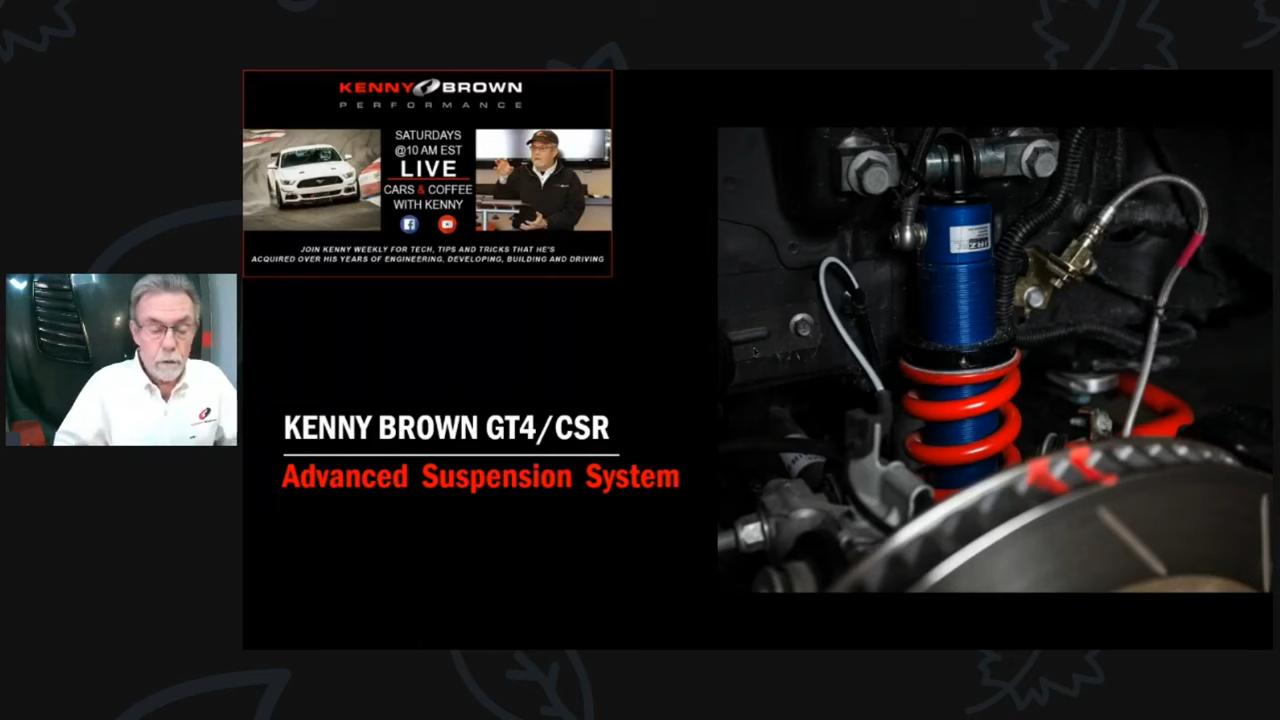 KENNY BROWN
PERFORMANCE
SATURDAYS
@10 AM EST
LIVE
CARS & COFFEE
WITH KENNY
JOIN KENNY WEEKLY FOR TECH, TIPS AND TRICKS THAT HE'S
ACQUIRED OVER HIS YEARS OF ENGINEERING, DEVELOPING, BUILDING AND DRIVING
KENNY BROWN GT4/CSR
Advanced Suspension System